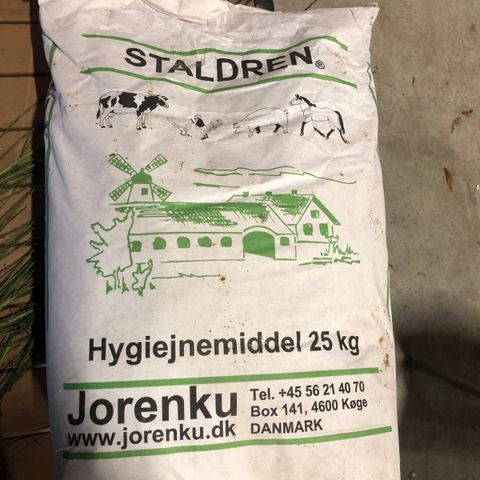 STALDREN®
Hygiejnemiddel 25 kg
Jorenku
www.jorenku.dk
Tel. +45 56 21 40 70
Box 141, 4600 Køge
DANMARK